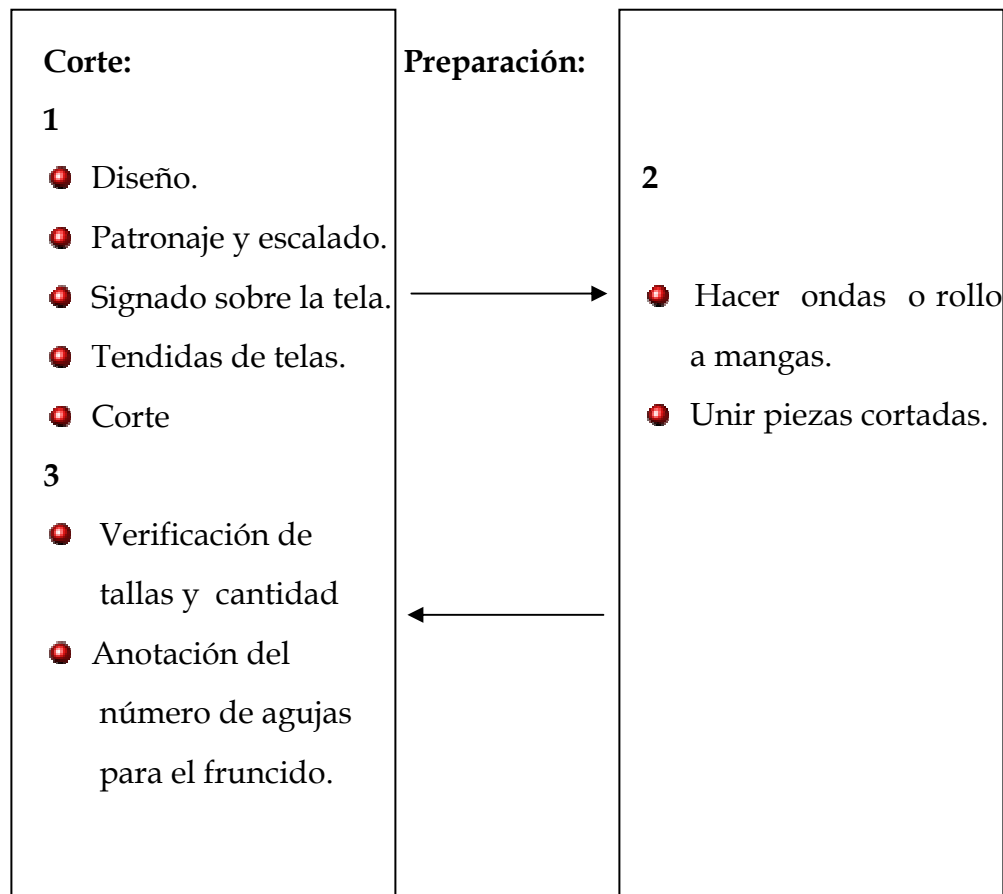 Corte:
1
Diseño.
Patronaje y escalado.
Signado sobre la tela.
Tendidas de telas.
Corte
3
Verificación de
tallas y cantidad
Anotación del
número de agujas
para el fruncido.
Preparación:
2
Hacer ondas o rollo
a mangas.
Unir piezas cortadas.